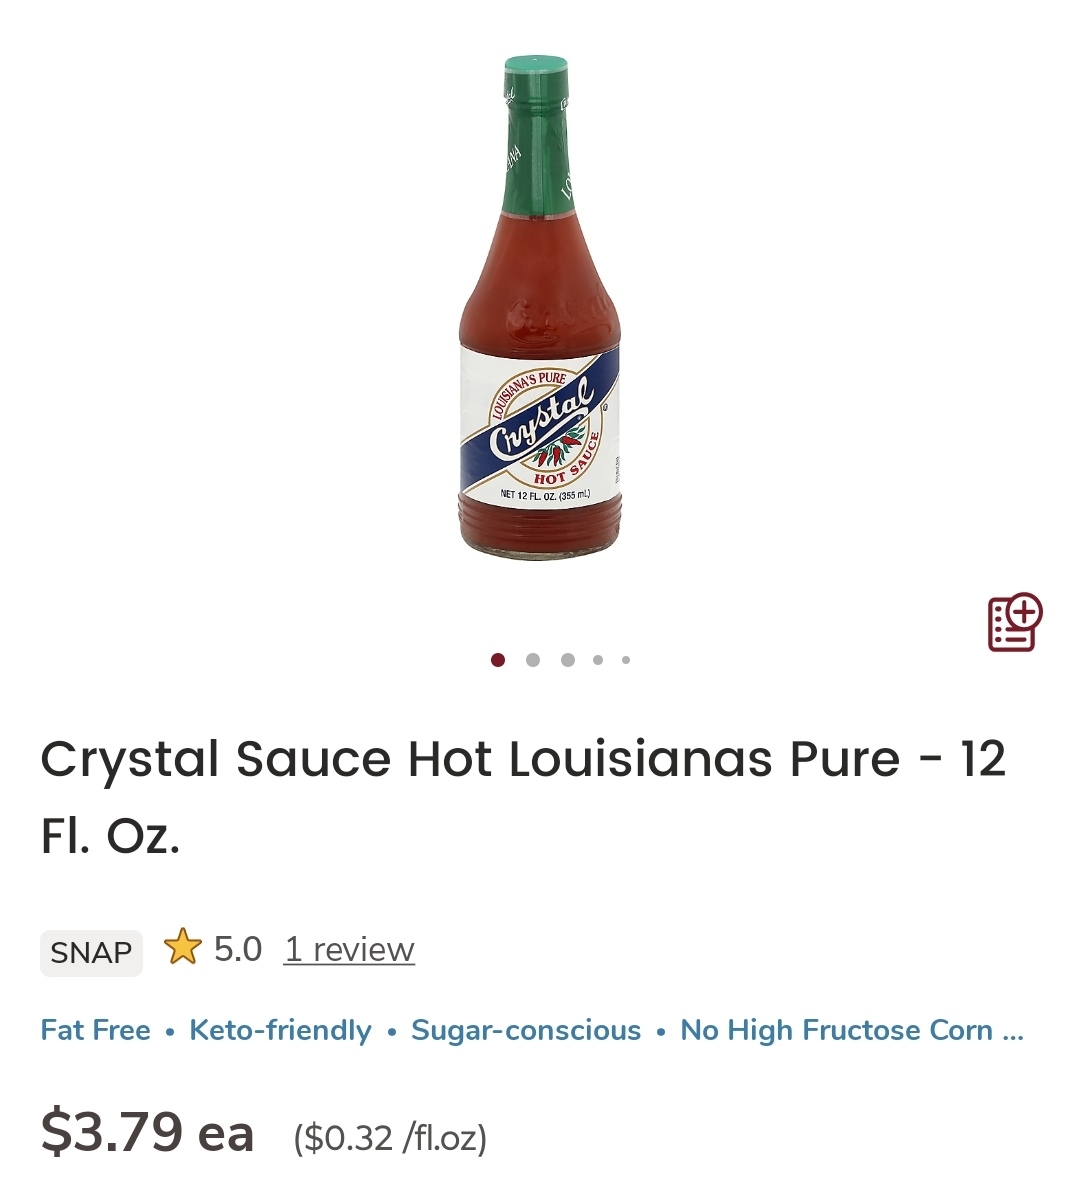 ANA
LOUISIANA'S PURE
Crystal
®
HOT SAUCE
NET 12 FL. OZ. (355 mL)
Crystal Sauce Hot Louisianas Pure - 12
Fl. Oz.
SNAP 5.0 1 review
Fat Free • Keto-friendly • Sugar-conscious • No High Fructose Corn ...
$3.79 ea ($0.32 /fl.oz)